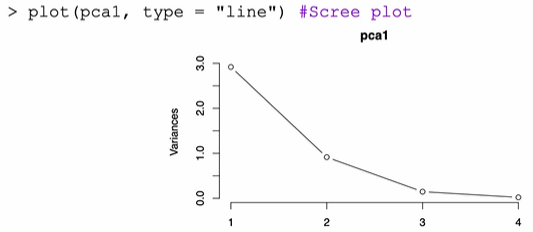 > plot(pca1, type = "line") #Scree plot
pca1
Variances
3.0
2.0
1.0
0.0
1 2 3 4